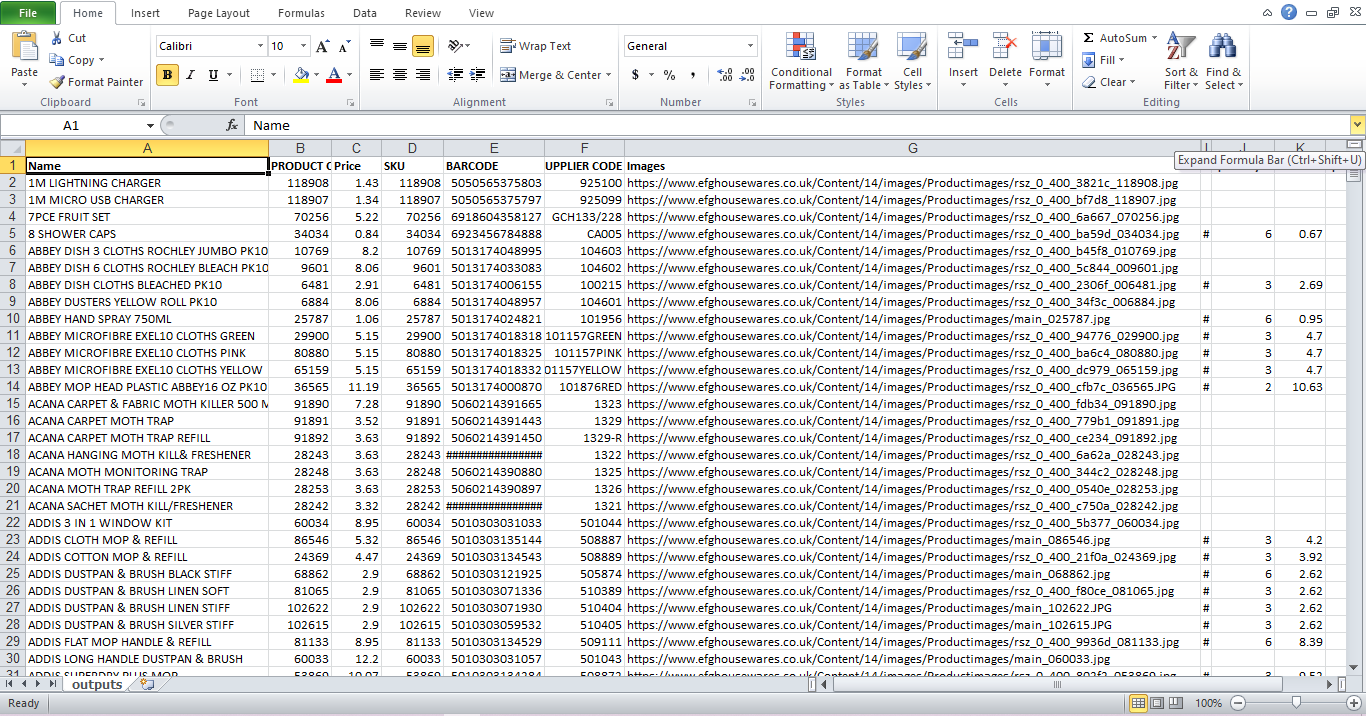 File Home Insert Page Layout Formulas Data Review View
Paste Cut Calibri 10 Wrap Text General Conditional Formatting Format as Table Cell Styles Insert Delete Format AutoSum Sort & Filter Find & Select
Copy Fill
Format Painter B I U Merge & Center $ % , Clear
Clipboard Font Alignment Number Styles Cells Editing
A1 fx Name
A B C D E F G I J K
Expand Formula Bar (Ctrl+Shift+U)
1 Name PRODUCT C Price SKU BARCODE UPPLIER CODE Images
2 1M LIGHTNING CHARGER 118908 1.43 118908 5050565375803 925100 https://www.efghousewares.co.uk/Content/14/images/Productimages/rsz_0_400_3821c_118908.jpg
3 1M MICRO USB CHARGER 118907 1.34 118907 5050565375797 925099 https://www.efghousewares.co.uk/Content/14/images/Productimages/rsz_0_400_bf7d8_118907.jpg
4 7PCE FRUIT SET 70256 5.22 70256 6918604358127 GCH133/228 https://www.efghousewares.co.uk/Content/14/images/Productimages/rsz_0_400_6a667_070256.jpg
5 8 SHOWER CAPS 34034 0.84 34034 6923456784888 CA005 https://www.efghousewares.co.uk/Content/14/images/Productimages/rsz_0_400_ba59d_034034.jpg # 6 0.67
6 ABBEY DISH 3 CLOTHS ROCHLEY JUMBO PK10 10769 8.2 10769 5013174048995 104603 https://www.efghousewares.co.uk/Content/14/images/Productimages/rsz_0_400_b45f8_010769.jpg
7 ABBEY DISH 6 CLOTHS ROCHLEY BLEACH PK10 9601 8.06 9601 5013174033083 104602 https://www.efghousewares.co.uk/Content/14/images/Productimages/rsz_0_400_5c844_009601.jpg
8 ABBEY DISH CLOTHS BLEACHED PK10 6481 2.91 6481 5013174006155 100215 https://www.efghousewares.co.uk/Content/14/images/Productimages/rsz_0_400_2306f_006481.jpg # 3 2.69
9 ABBEY DUSTERS YELLOW ROLL PK10 6884 8.06 6884 5013174048957 104601 https://www.efghousewares.co.uk/Content/14/images/Productimages/rsz_0_400_34f3c_006884.jpg
10 ABBEY HAND SPRAY 750ML 25787 1.06 25787 5013174024821 101956 https://www.efghousewares.co.uk/Content/14/images/Productimages/main_025787.jpg # 6 0.95
11 ABBEY MICROFIBRE EXEL10 CLOTHS GREEN 29900 5.15 29900 5013174018318 101157GREEN https://www.efghousewares.co.uk/Content/14/images/Productimages/rsz_0_400_94776_029900.jpg # 3 4.7
12 ABBEY MICROFIBRE EXEL10 CLOTHS PINK 80880 5.15 80880 5013174018325 101157PINK https://www.efghousewares.co.uk/Content/14/images/Productimages/rsz_0_400_ba6c4_080880.jpg # 3 4.7
13 ABBEY MICROFIBRE EXEL10 CLOTHS YELLOW 65159 5.15 65159 5013174018332 01157YELLOW https://www.efghousewares.co.uk/Content/14/images/Productimages/rsz_0_400_dc979_065159.jpg # 3 4.7
14 ABBEY MOP HEAD PLASTIC ABBEY16 OZ PK10 36565 11.19 36565 5013174000870 101876RED https://www.efghousewares.co.uk/Content/14/images/Productimages/rsz_0_400_cfb7c_036565.JPG # 2 10.63
15 ACANA CARPET & FABRIC MOTH KILLER 500 M 91890 7.28 91890 5060214391665 1323 https://www.efghousewares.co.uk/Content/14/images/Productimages/rsz_0_400_fdb34_091890.jpg
16 ACANA CARPET MOTH TRAP 91891 3.52 91891 5060214391443 1329 https://www.efghousewares.co.uk/Content/14/images/Productimages/rsz_0_400_779b1_091891.jpg
17 ACANA CARPET MOTH TRAP REFILL 91892 3.63 91892 5060214391450 1329-R https://www.efghousewares.co.uk/Content/14/images/Productimages/rsz_0_400_ce234_091892.jpg
18 ACANA HANGING MOTH KILL& FRESHENER 28243 3.63 28243 ################ 1322 https://www.efghousewares.co.uk/Content/14/images/Productimages/rsz_0_400_6a62a_028243.jpg
19 ACANA MOTH MONITORING TRAP 28248 3.63 28248 5060214390880 1325 https://www.efghousewares.co.uk/Content/14/images/Productimages/rsz_0_400_344c2_028248.jpg
20 ACANA MOTH TRAP REFILL 2PK 28253 3.63 28253 5060214390897 1326 https://www.efghousewares.co.uk/Content/14/images/Productimages/rsz_0_400_0540e_028253.jpg
21 ACANA SACHET MOTH KILL/FRESHENER 28242 3.32 28242 ################ 1321 https://www.efghousewares.co.uk/Content/14/images/Productimages/rsz_0_400_c750a_028242.jpg
22 ADDIS 3 IN 1 WINDOW KIT 60034 8.95 60034 5010303031033 501044 https://www.efghousewares.co.uk/Content/14/images/Productimages/rsz_0_400_5b377_060034.jpg
23 ADDIS CLOTH MOP & REFILL 86546 5.32 86546 5010303135144 508887 https://www.efghousewares.co.uk/Content/14/images/Productimages/main_086546.jpg # 3 4.2
24 ADDIS COTTON MOP & REFILL 24369 4.47 24369 5010303134543 508889 https://www.efghousewares.co.uk/Content/14/images/Productimages/rsz_0_400_21f0a_024369.jpg # 3 3.92
25 ADDIS DUSTPAN & BRUSH BLACK STIFF 68862 2.9 68862 5010303121925 505874 https://www.efghousewares.co.uk/Content/14/images/Productimages/main_068862.jpg # 6 2.62
26 ADDIS DUSTPAN & BRUSH LINEN SOFT 81065 2.9 81065 5010303071336 510389 https://www.efghousewares.co.uk/Content/14/images/Productimages/rsz_0_400_f80ce_081065.jpg # 3 2.62
27 ADDIS DUSTPAN & BRUSH LINEN STIFF 102622 2.9 102622 5010303071930 510404 https://www.efghousewares.co.uk/Content/14/images/Productimages/main_102622.JPG # 3 2.62
28 ADDIS DUSTPAN & BRUSH SILVER STIFF 102615 2.9 102615 5010303059532 510405 https://www.efghousewares.co.uk/Content/14/images/Productimages/main_102615.JPG # 3 2.62
29 ADDIS FLAT MOP HANDLE & REFILL 81133 8.95 81133 5010303134529 509111 https://www.efghousewares.co.uk/Content/14/images/Productimages/rsz_0_400_9936d_081133.jpg # 6 8.39
30 ADDIS LONG HANDLE DUSTPAN & BRUSH 60033 12.2 60033 5010303031057 501043 https://www.efghousewares.co.uk/Content/14/images/Productimages/main_060033.jpg
outputs
Ready 100%